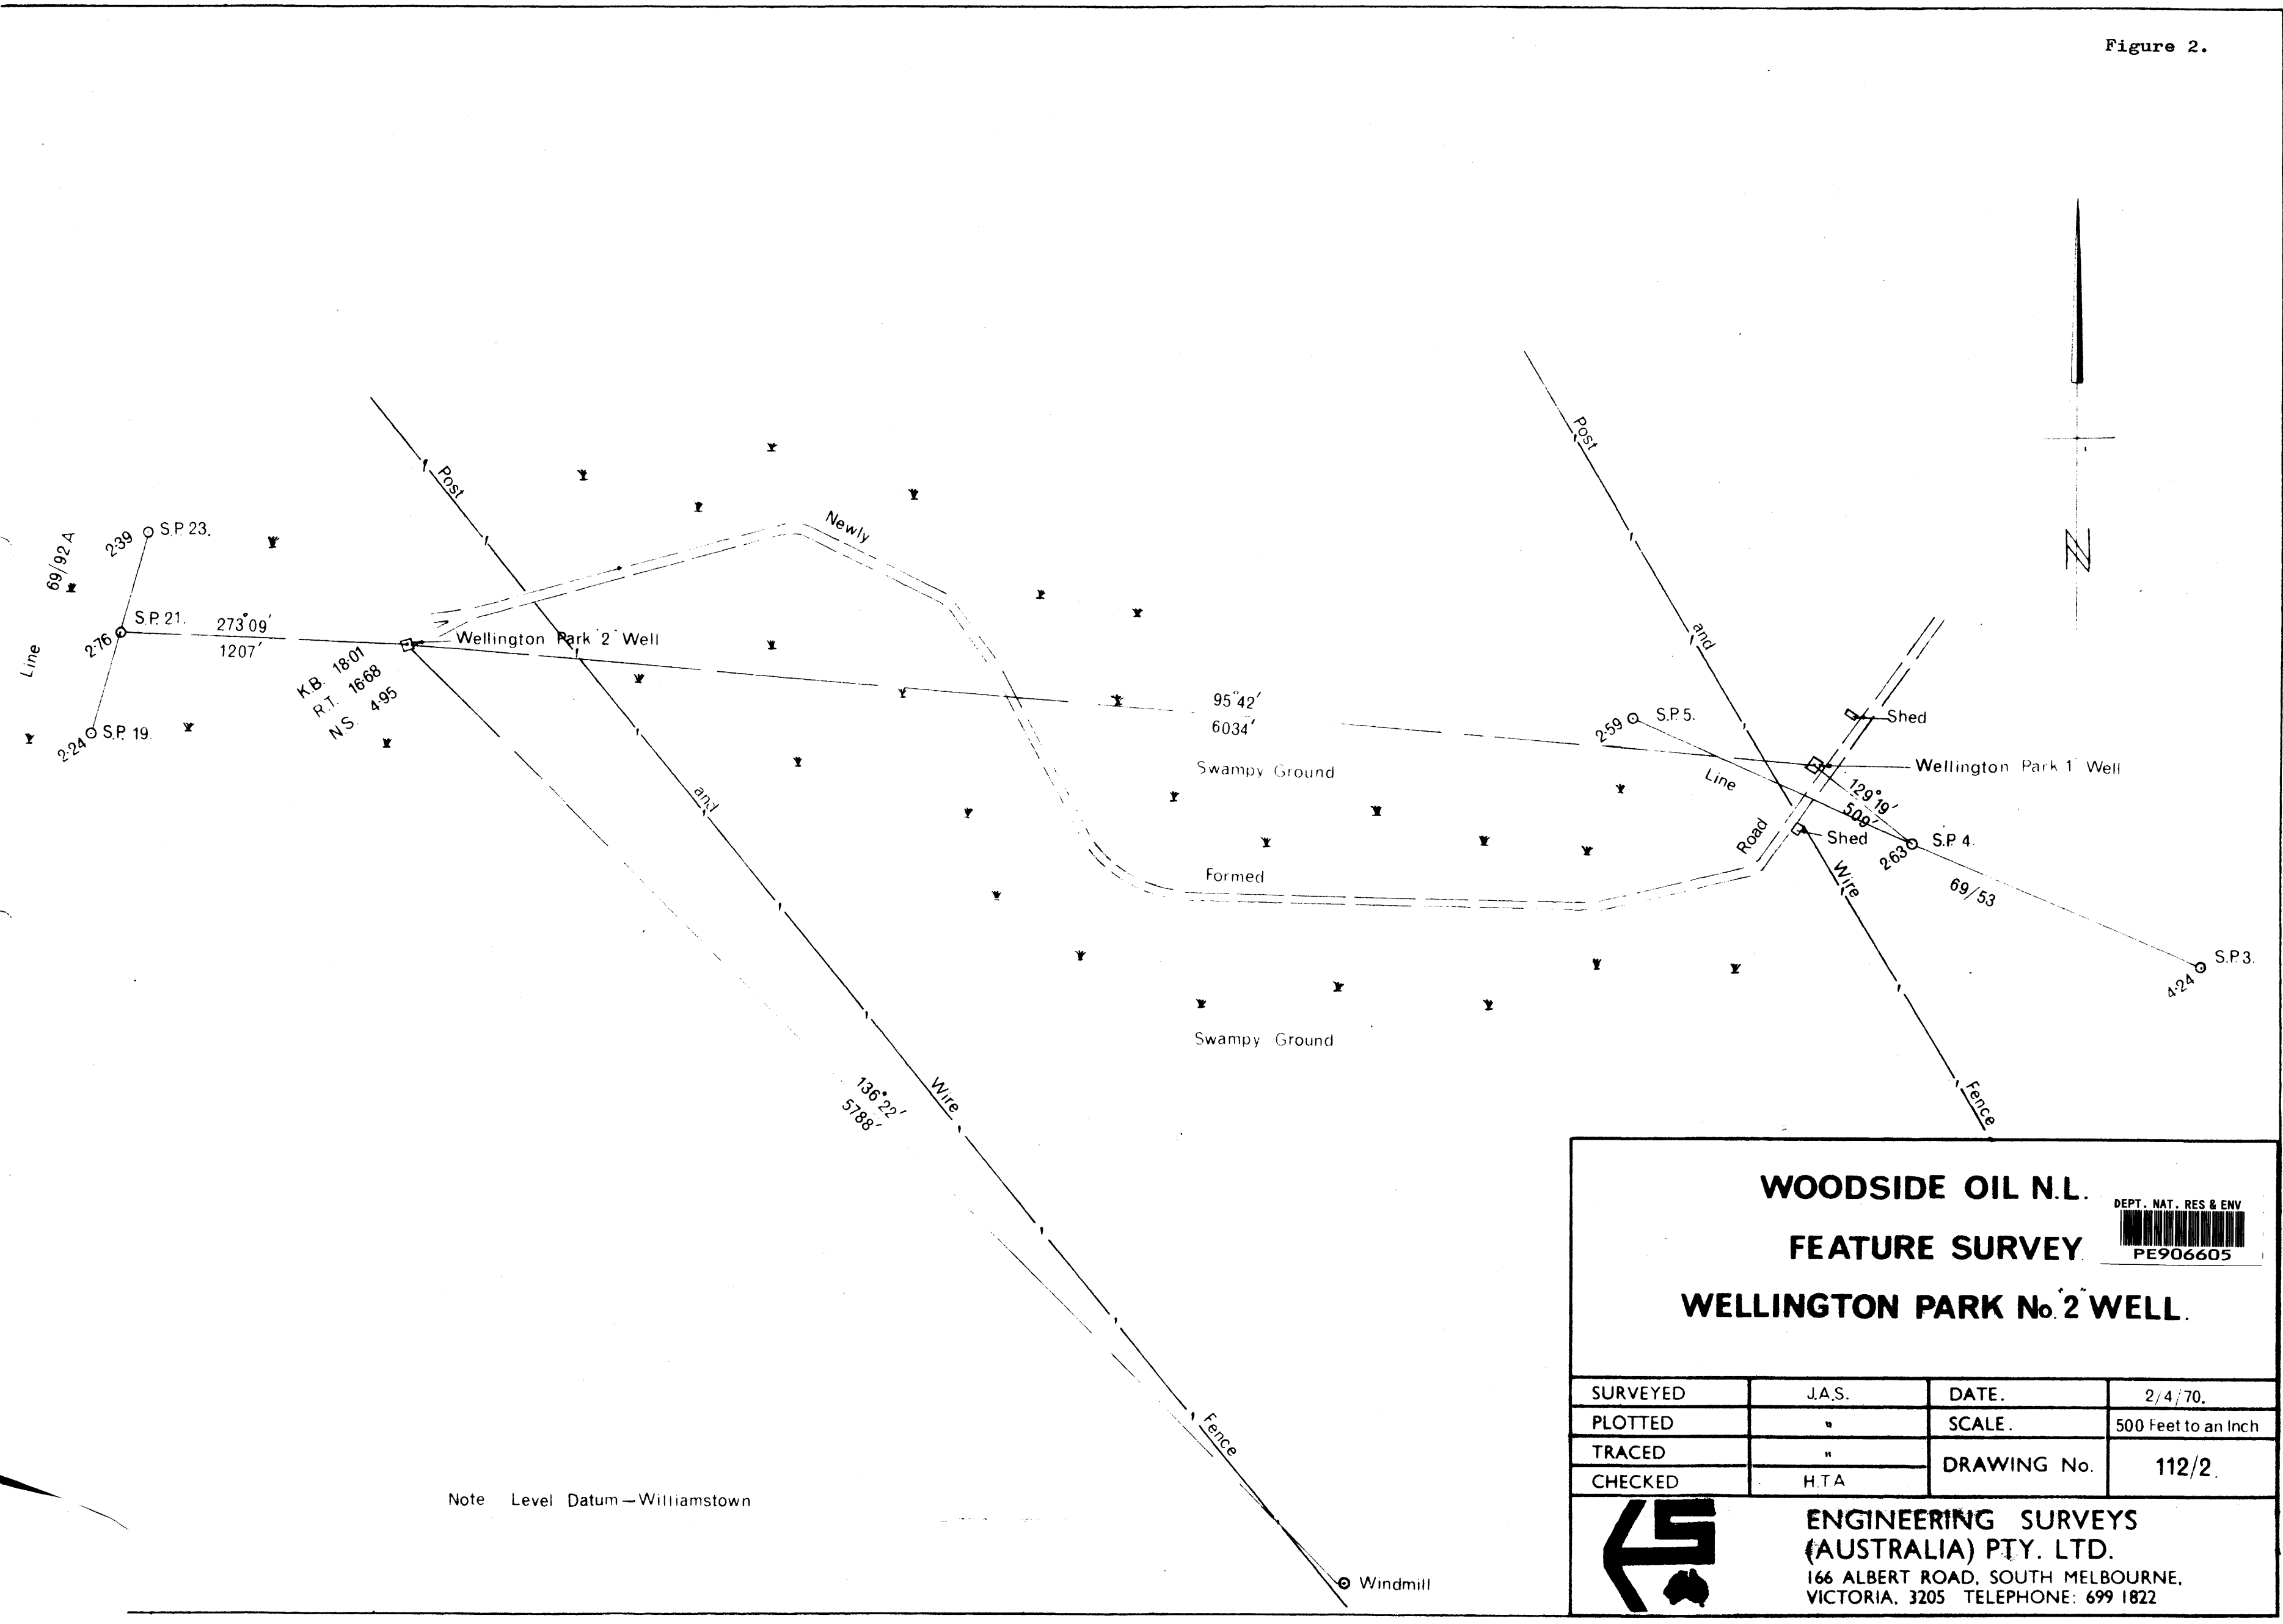 Figure 2.
Post
Post
Newly
S.P. 23.
2·39
69/92 A
Line
S.P. 21.
2·76
273°09′
1207′
Wellington Park "2" Well
K.B. 18·01
R.T. 16·68
N.S. 4·95
S.P. 19.
2·24
and
and
95°42′
6034′
S.P. 5.
2·59
Shed
Swampy Ground
Line
Wellington Park 1 Well
129°19′
509′
Road
Shed
S.P. 4.
2·63
Formed
Wire
69/53
S.P. 3.
4·24
Swampy Ground
136°22′
5788′
Wire
Fence
Fence
Note Level Datum — Williamstown
Windmill
N
WOODSIDE OIL N.L.
DEPT. NAT. RES & ENV
PE906605
FEATURE SURVEY
WELLINGTON PARK No. "2" WELL.
SURVEYED J.A.S. DATE. 2/4/70.
PLOTTED " SCALE. 500 Feet to an Inch
TRACED " DRAWING No. 112/2.
CHECKED H.T.A
ENGINEERING SURVEYS
(AUSTRALIA) PTY. LTD.
166 ALBERT ROAD, SOUTH MELBOURNE,
VICTORIA, 3205 TELEPHONE: 699 1822